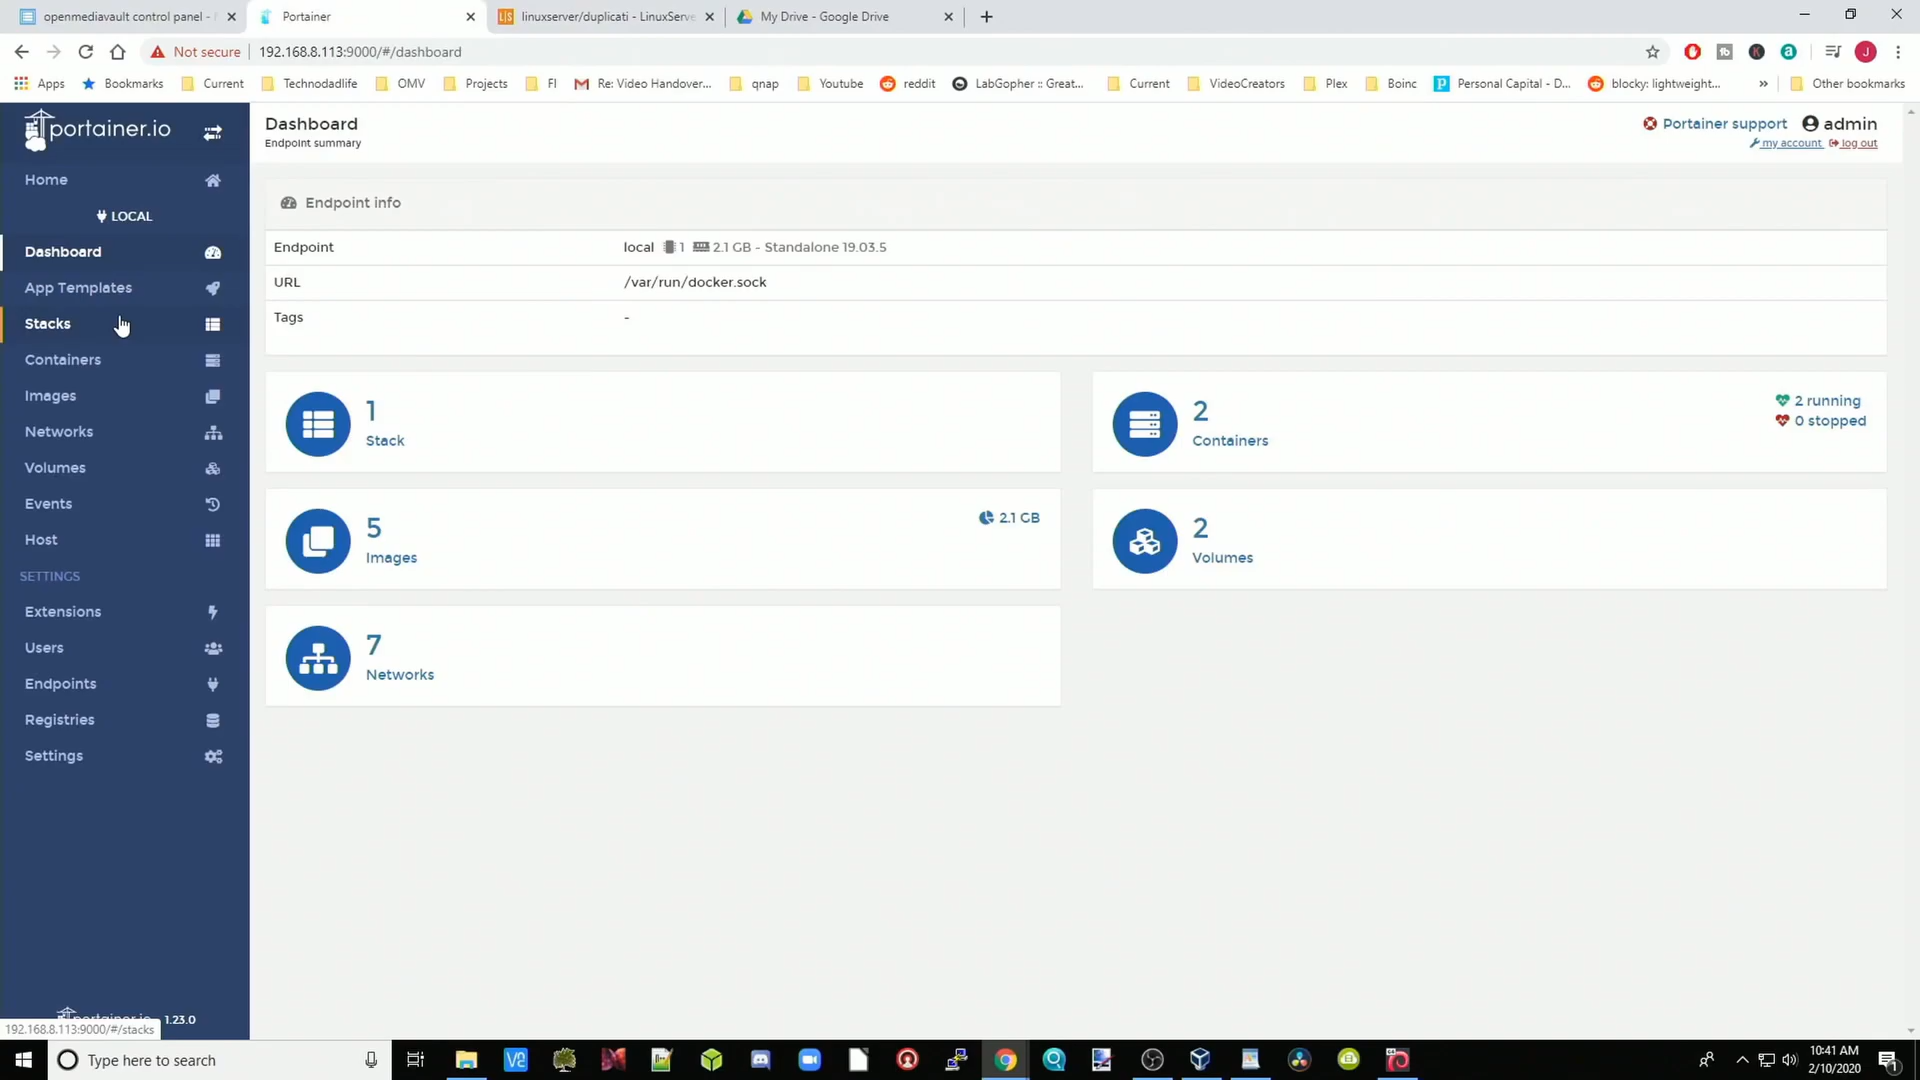 openmediavault control panel -
Portainer
linuxserver/duplicati - LinuxServe
My Drive - Google Drive
Not secure
192.168.8.113:9000/#/dashboard
Apps
Bookmarks
Current
Technodadlife
OMV
Projects
FI
Re: Video Handover...
qnap
Youtube
reddit
LabGopher :: Great...
Current
VideoCreators
Plex
Boinc
Personal Capital - D...
blocky: lightweight...
»
Other bookmarks
portainer.io
Home
LOCAL
Dashboard
App Templates
Stacks
Containers
Images
Networks
Volumes
Events
Host
SETTINGS
Extensions
Users
Endpoints
Registries
Settings
1.23.0
192.168.8.113:9000/#/stacks
Dashboard
Endpoint summary
Portainer support
admin
my account
log out
Endpoint info
Endpoint local 1 2.1 GB - Standalone 19.03.5
URL /var/run/docker.sock
Tags -
1
Stack
2
Containers
2 running
0 stopped
5
Images
2.1 GB
2
Volumes
7
Networks
Type here to search
10:41 AM
2/10/2020